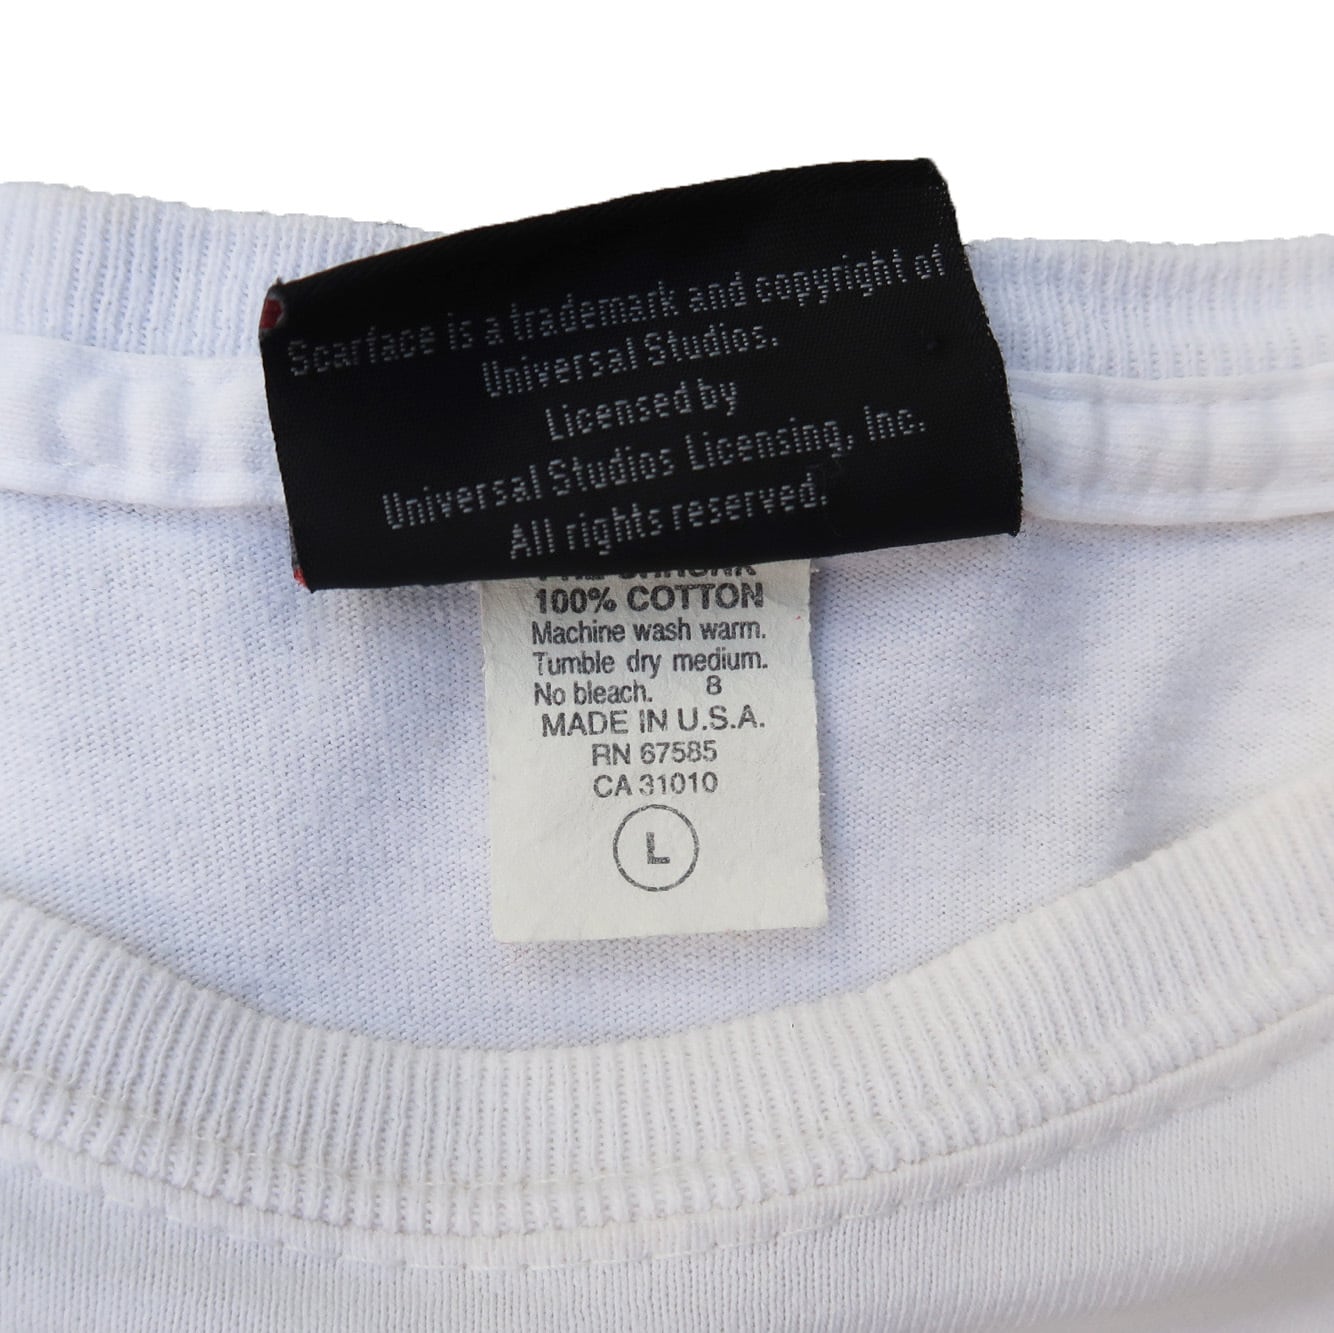 Scarface is a trademark and copyright of
Universal Studios.
Licensed by
Universal Studios Licensing, Inc.
All rights reserved.
100% COTTON
Machine wash warm.
Tumble dry medium.
No bleach. 8
MADE IN U.S.A.
RN 67585
CA 31010
L